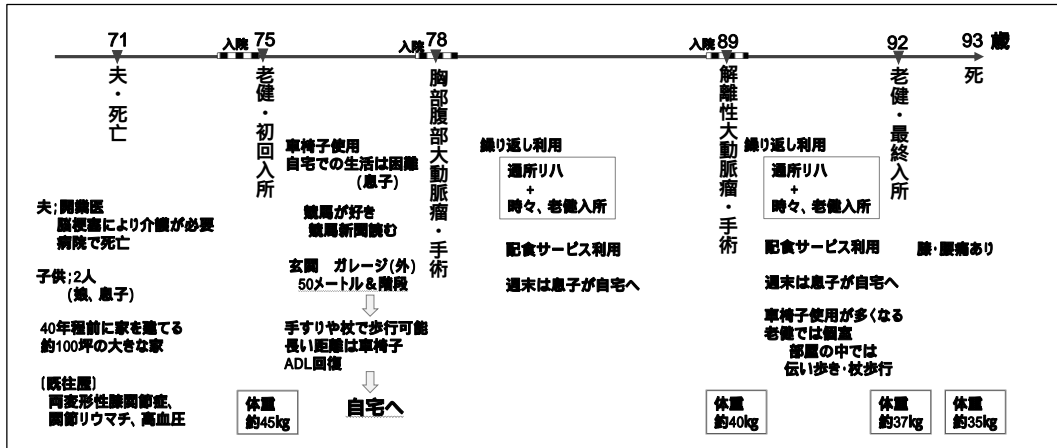 71
入院
75
入院
78
入院
89
92
93 歳
夫・死亡
老健・初回入所
胸部腹部大動脈瘤・手術
解離性大動脈瘤・手術
老健・最終入所
死
夫;開業医
脳梗塞により介護が必要
病院で死亡
子供;2人
(娘、息子)
40年程前に家を建てる
約100坪の大きな家
〔既往歴〕
両変形性膝関節症、
関節リウマチ、高血圧
体重
約45kg
車椅子使用
自宅での生活は困難
(息子)
競馬が好き
競馬新聞読む
玄関 ガレージ(外)
50メートル&階段
手すりや杖で歩行可能
長い距離は車椅子
ADL回復
自宅へ
繰り返し利用
通所リハ
+
時々、老健入所
配食サービス利用
週末は息子が自宅へ
体重
約40kg
繰り返し利用
通所リハ
+
時々、老健入所
配食サービス利用
週末は息子が自宅へ
車椅子使用が多くなる
老健では個室
部屋の中では
伝い歩き・杖歩行
体重
約37kg
膝・腰痛あり
体重
約35kg